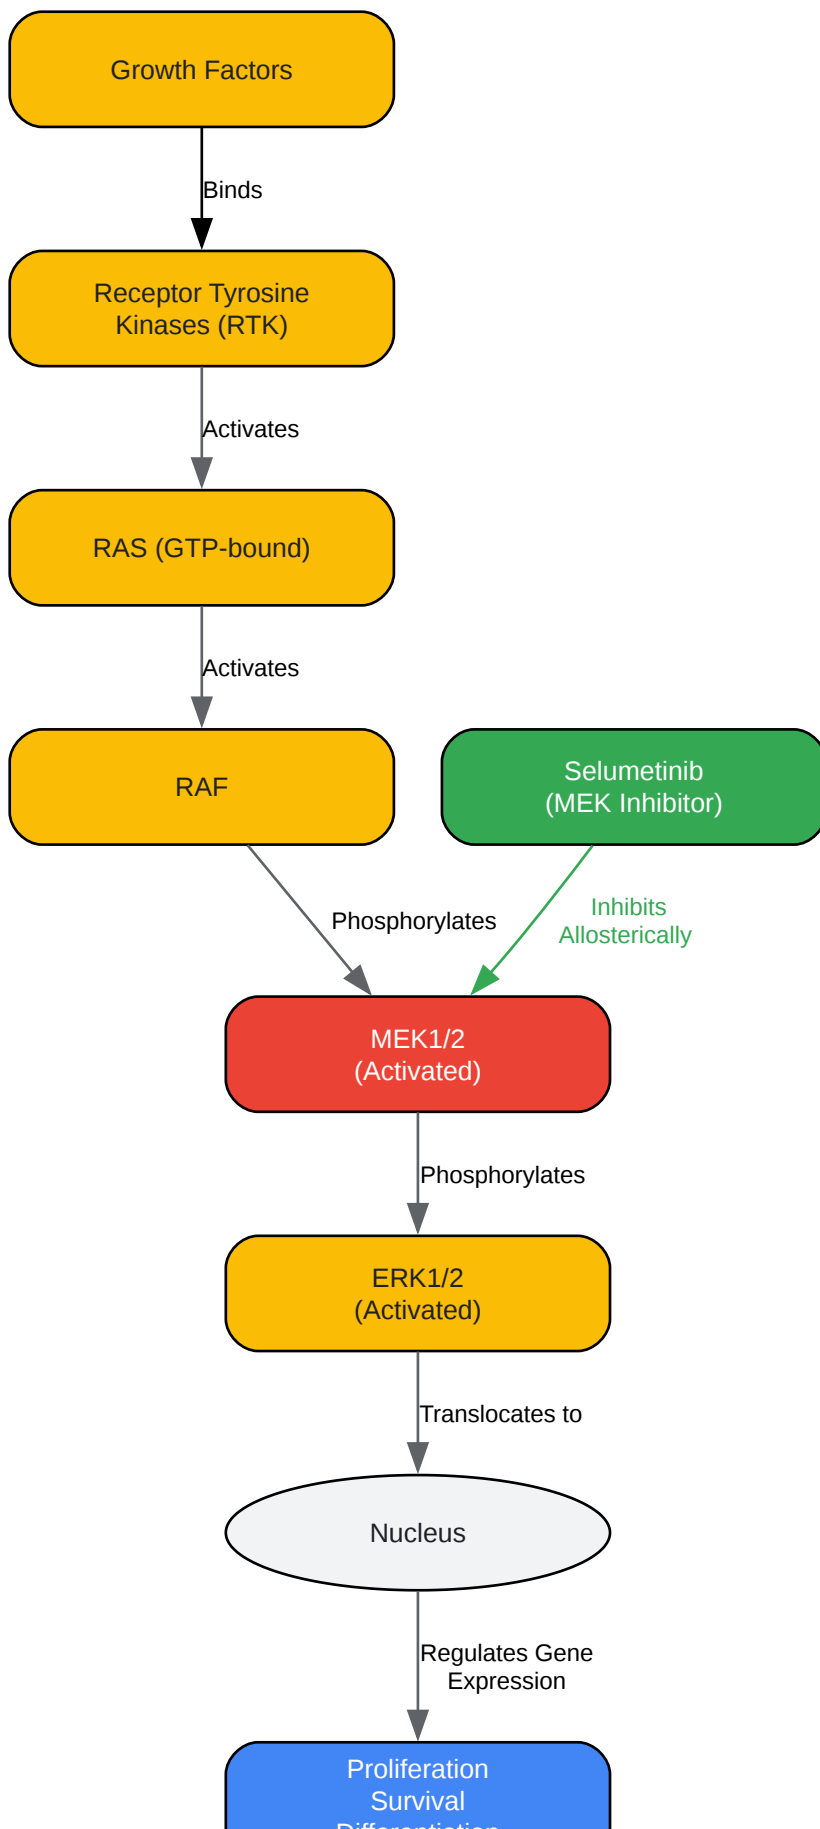 Growth Factors
Binds
Receptor Tyrosine
Kinases (RTK)
Activates
RAS (GTP-bound)
Activates
RAF
Selumetinib
(MEK Inhibitor)
Phosphorylates
Inhibits
Allosterically
MEK1/2
(Activated)
Phosphorylates
ERK1/2
(Activated)
Translocates to
Nucleus
Regulates Gene
Expression
Proliferation
Survival
Differentiation